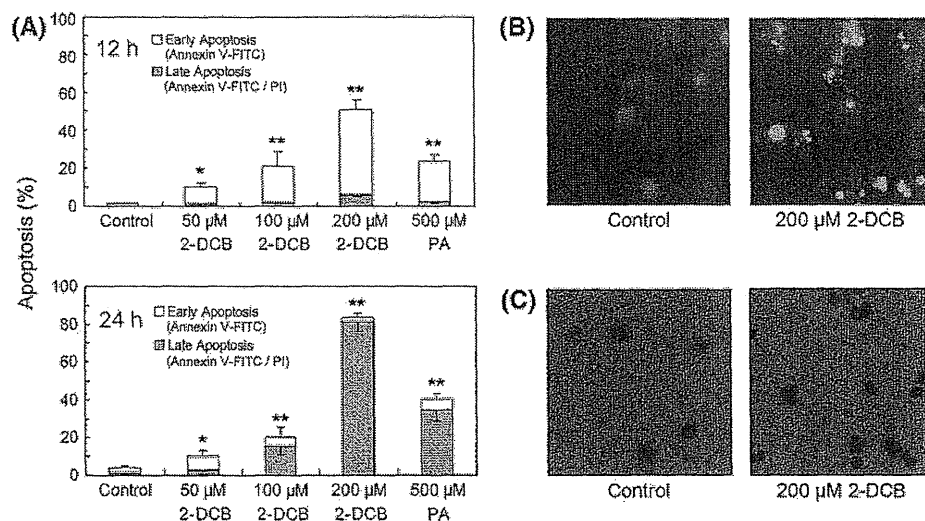 (A)
Apoptosis (%)
12 h
Early Apoptosis
(Annexin V-FITC)
Late Apoptosis
(Annexin V-FITC / PI)
100
80
60
40
20
0
*
**
**
**
Control
50 µM
2-DCB
100 µM
2-DCB
200 µM
2-DCB
500 µM
PA
24 h
Early Apoptosis
(Annexin V-FITC)
Late Apoptosis
(Annexin V-FITC / PI)
100
80
60
40
20
0
*
**
**
**
Control
50 µM
2-DCB
100 µM
2-DCB
200 µM
2-DCB
500 µM
PA
(B)
Control
200 µM 2-DCB
(C)
Control
200 µM 2-DCB